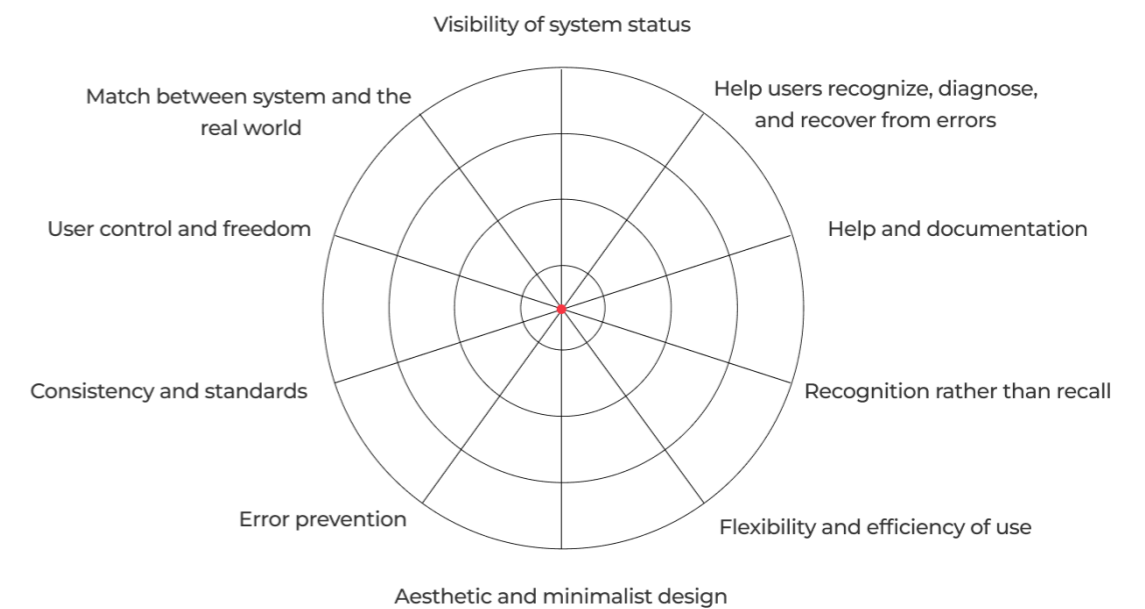 Visibility of system status
Match between system and the
real world
Help users recognize, diagnose,
and recover from errors
User control and freedom
Help and documentation
Consistency and standards
Recognition rather than recall
Error prevention
Flexibility and efficiency of use
Aesthetic and minimalist design